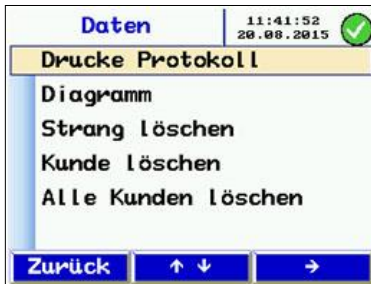 Daten
11:41:52
20.08.2015
Drucke Protokoll
Diagramm
Strang löschen
Kunde löschen
Alle Kunden löschen
Zurück ↑ ↓ →